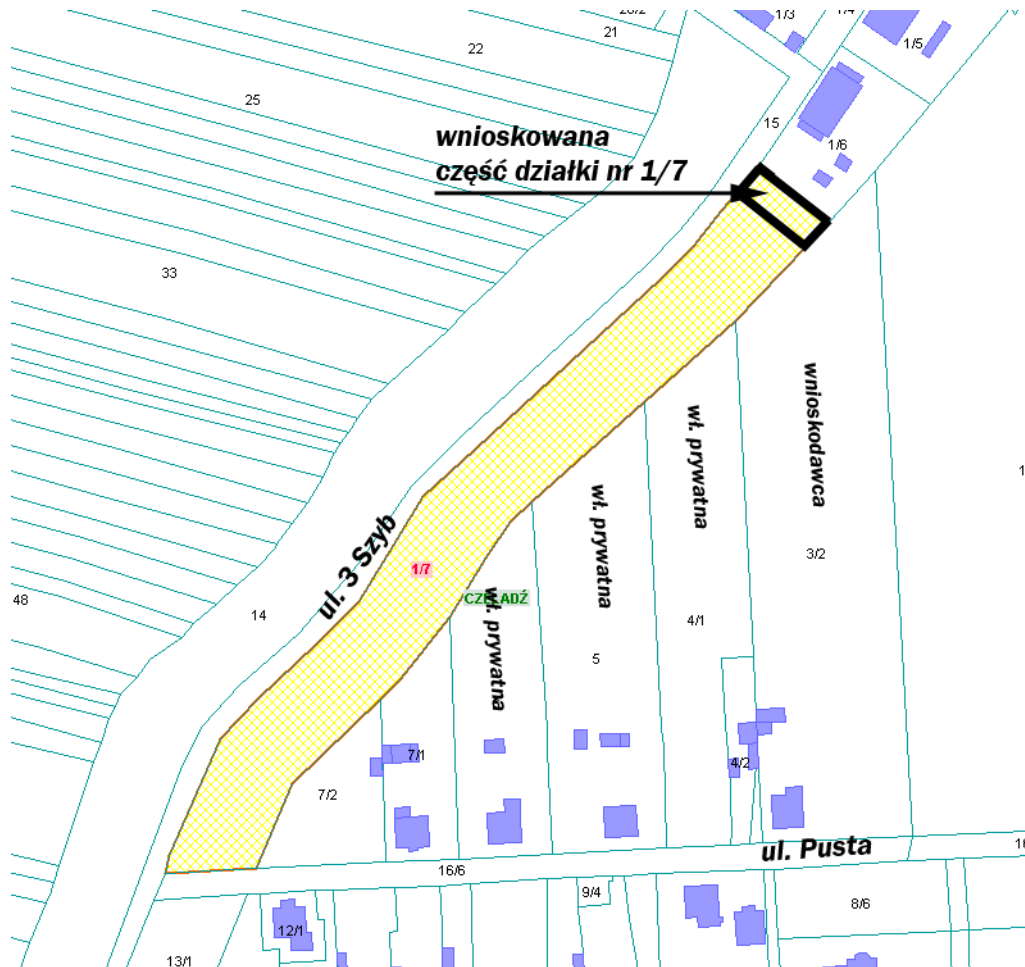 20/2
1/3
1/4
21
22
1/5
25
15
wnioskowana
część działki nr 1/7
1/6
33
wnioskodawca
wł. prywatna
wł. prywatna
ul. 3 Szyb
3/2
1/7
CZELADŹ
wł. prywatna
48
14
4/1
5
7/1
4/2
7/2
ul. Pusta
16/6
9/4
8/6
12/1
13/1